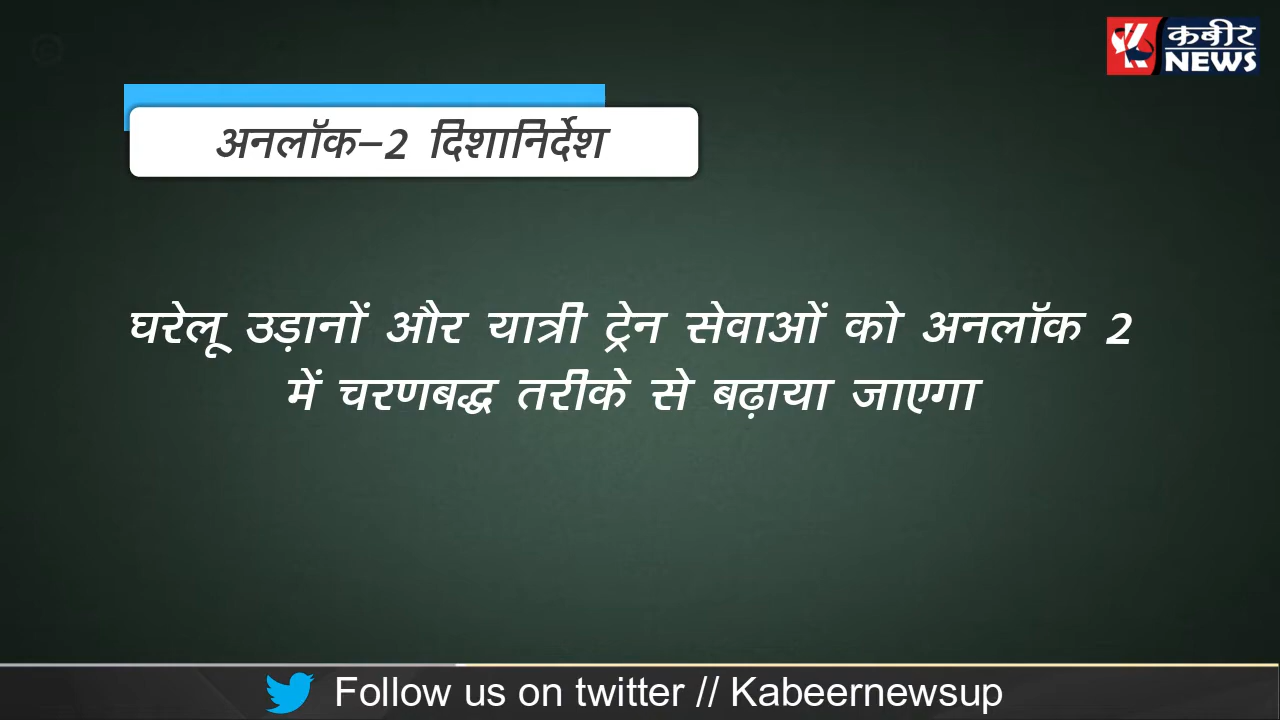 कबीर
NEWS
अनलॉक–2 दिशानिर्देश
घरेलू उड़ानों और यात्री ट्रेन सेवाओं को अनलॉक 2
में चरणबद्ध तरीके से बढ़ाया जाएगा
Follow us on twitter // Kabeernewsup